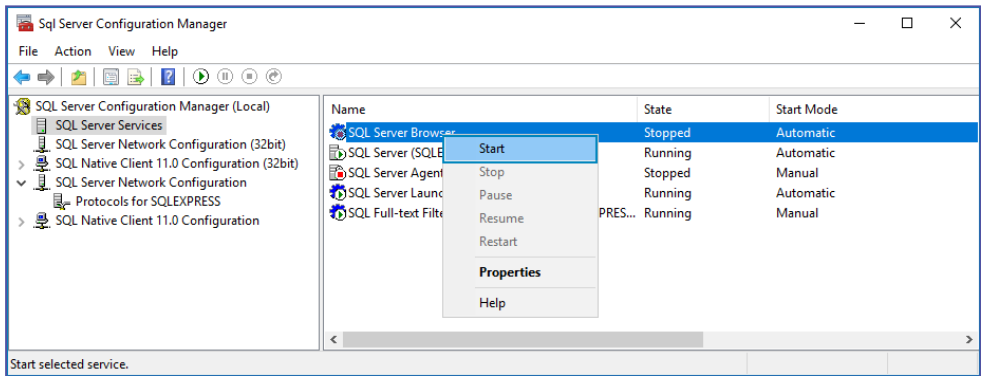 Sql Server Configuration Manager
File Action View Help
SQL Server Configuration Manager (Local)
SQL Server Services
SQL Server Network Configuration (32bit)
SQL Native Client 11.0 Configuration (32bit)
SQL Server Network Configuration
Protocols for SQLEXPRESS
SQL Native Client 11.0 Configuration
Name State Start Mode
SQL Server Browser Stopped Automatic
SQL Server (SQLE Running Automatic
SQL Server Agent Stopped Manual
SQL Server Launc Running Automatic
SQL Full-text Filte PRES... Running Manual
Start
Stop
Pause
Resume
Restart
Properties
Help
Start selected service.